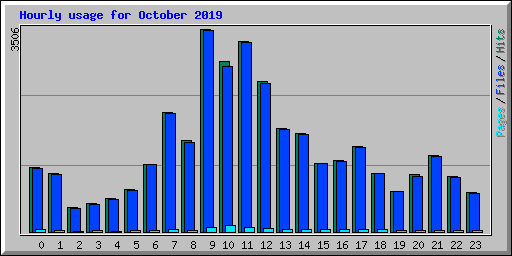 Hourly usage for October 2019
3506
Pages/Files/Hits
0 1 2 3 4 5 6 7 8 9 10 11 12 13 14 15 16 17 18 19 20 21 22 23